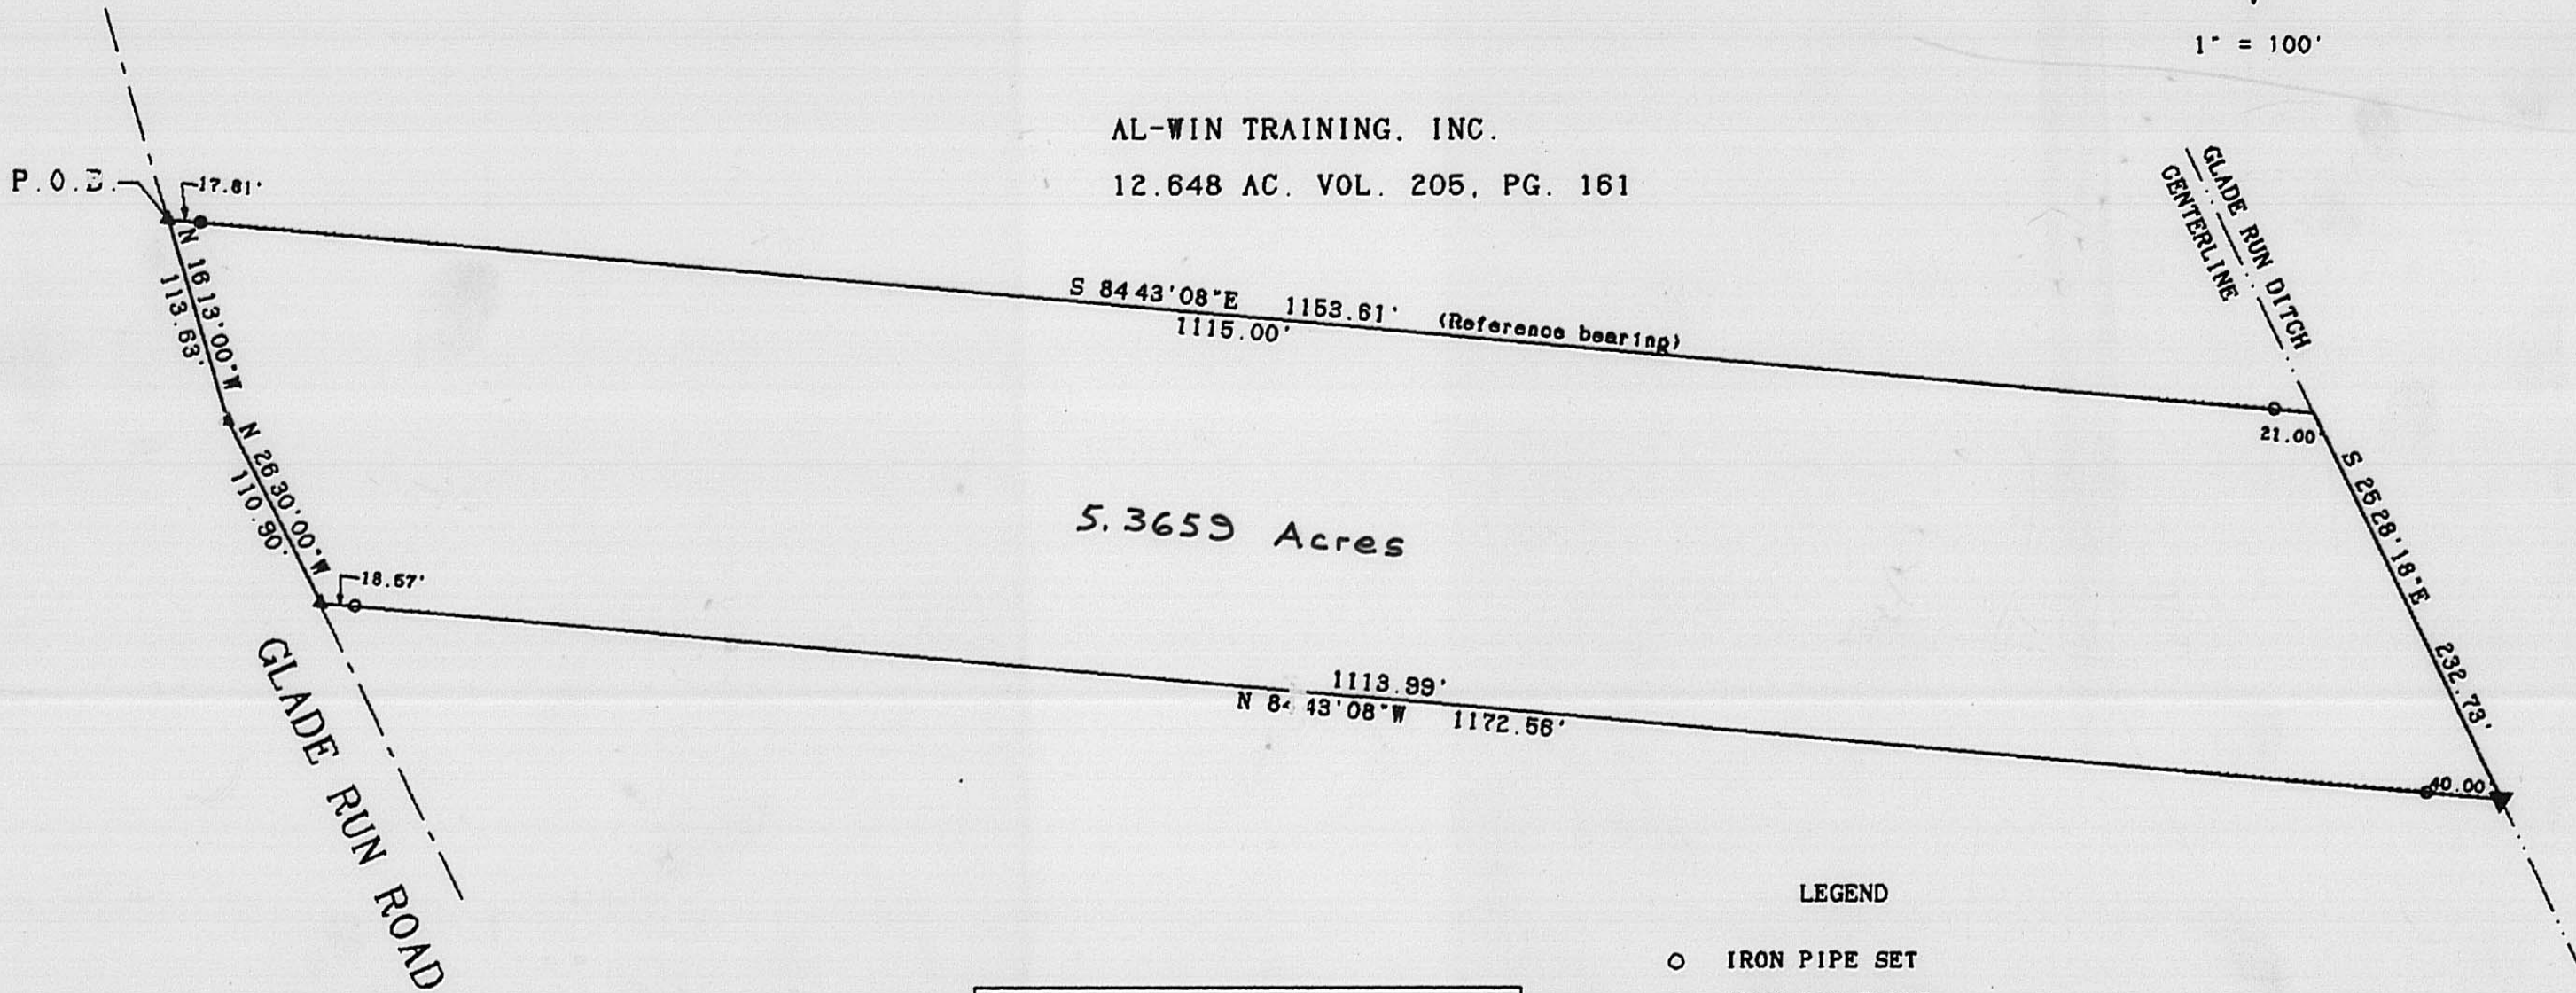 1" = 100'
AL-WIN TRAINING. INC.
12.648 AC. VOL. 205, PG. 161
P.O.B.
17.61'
N 16 13'00"W
113.63'
S 84 43'08"E 1153.61' (Reference bearing)
1115.00'
GLADE RUN DITCH
CENTERLINE
21.00'
N 26 30'00"W
110.90'
S 25 28'18"E 232.73'
5.3659 Acres
18.57'
1113.99'
N 84 43'08"W 1172.56'
40.00'
GLADE RUN ROAD
LEGEND
O IRON PIPE SET